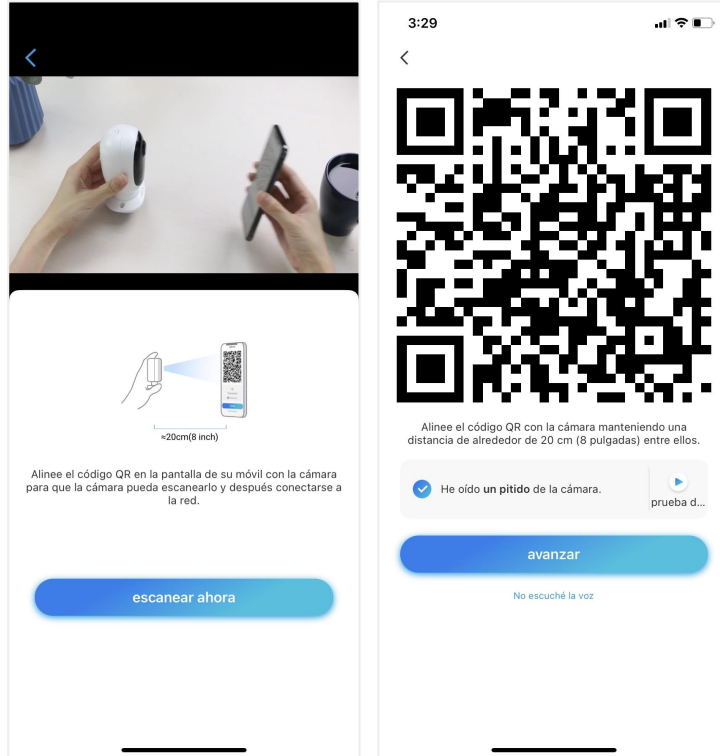 ≈20cm(8 inch)
Alinee el código QR en la pantalla de su móvil con la cámara
para que la cámara pueda escanearlo y después conectarse a
la red.
escanear ahora
3:29
Alinee el código QR con la cámara manteniendo una
distancia de alrededor de 20 cm (8 pulgadas) entre ellos.
He oído un pitido de la cámara.
prueba d...
avanzar
No escuché la voz